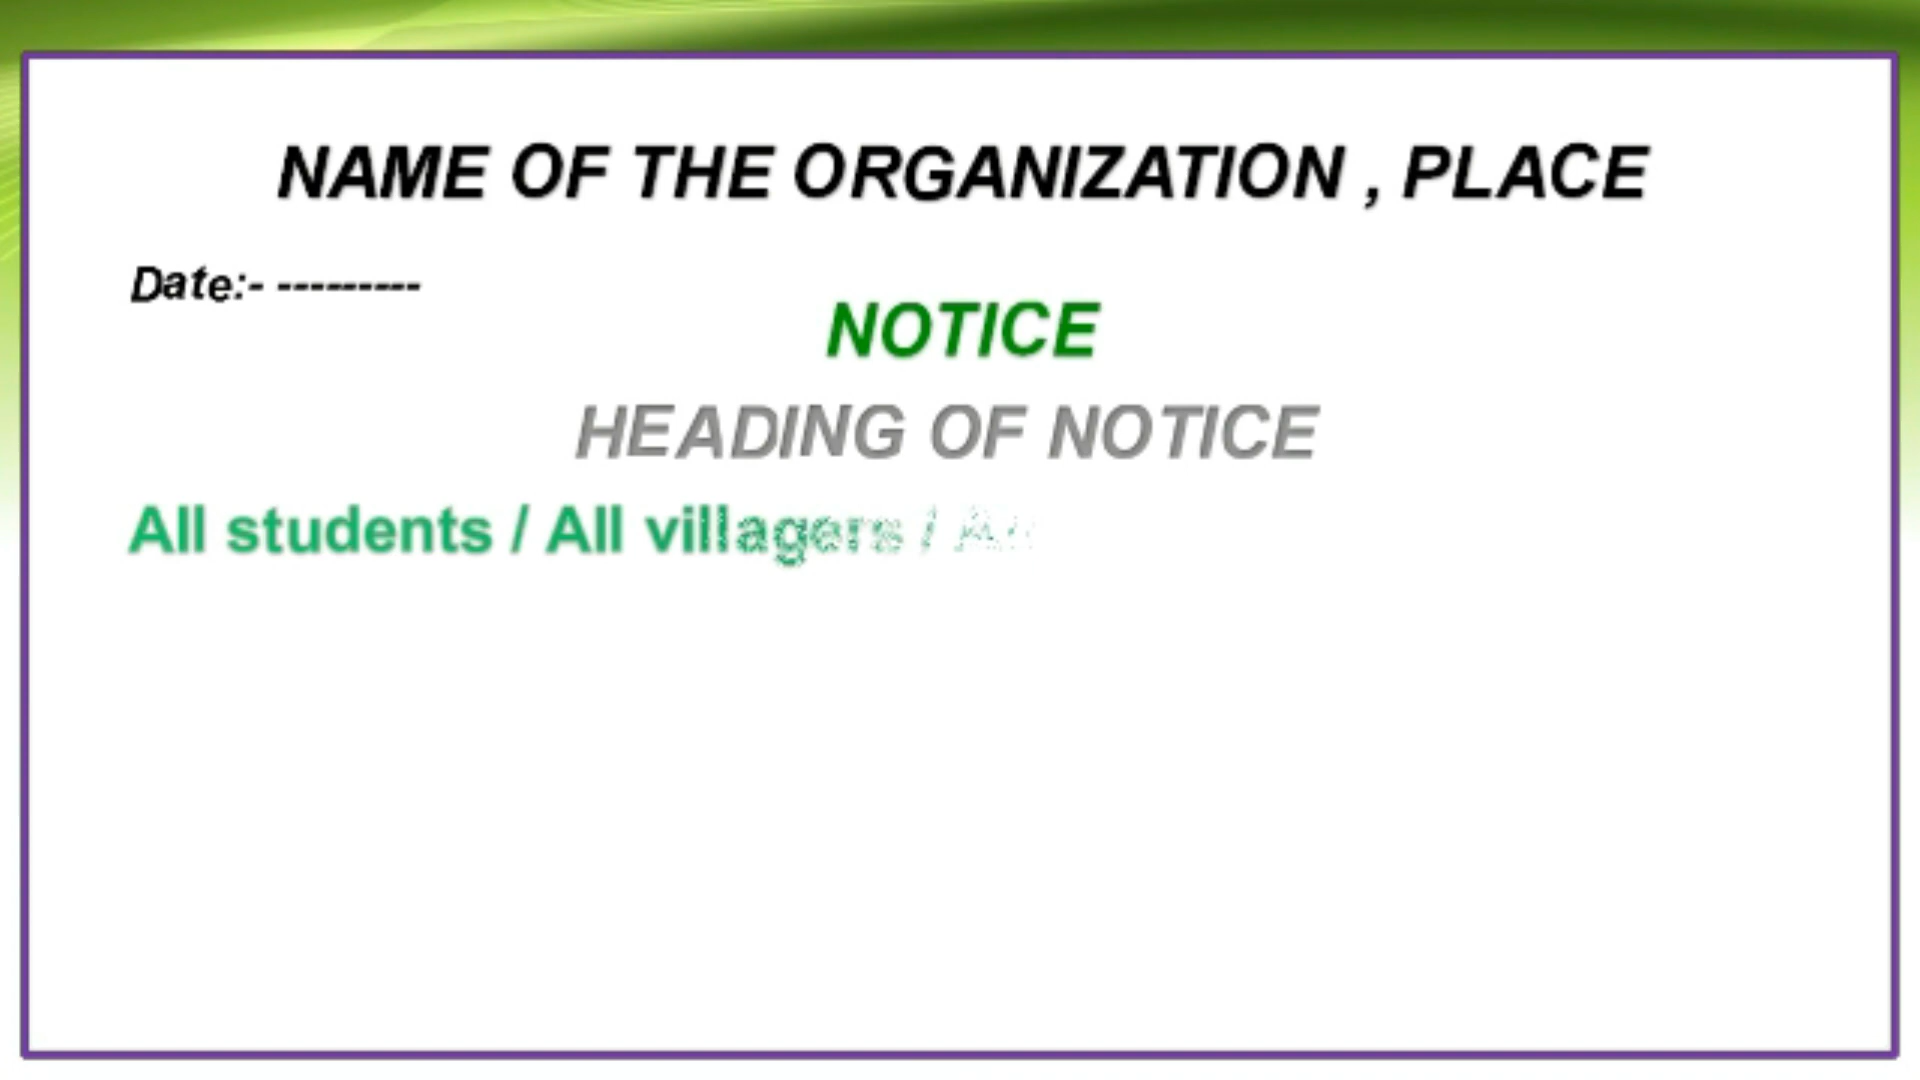 NAME OF THE ORGANIZATION , PLACE
Date:- ---------
NOTICE
HEADING OF NOTICE
All students / All villagers /